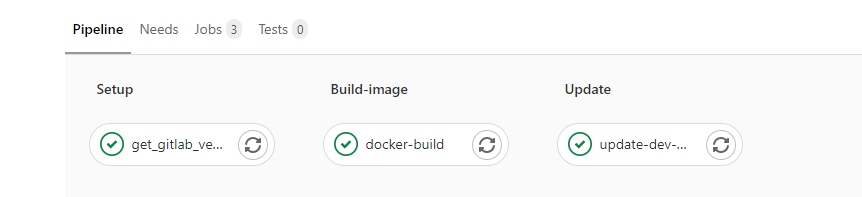 Pipeline Needs Jobs 3 Tests 0
Setup Build-image Update
get_gitlab_ve... docker-build update-dev-...